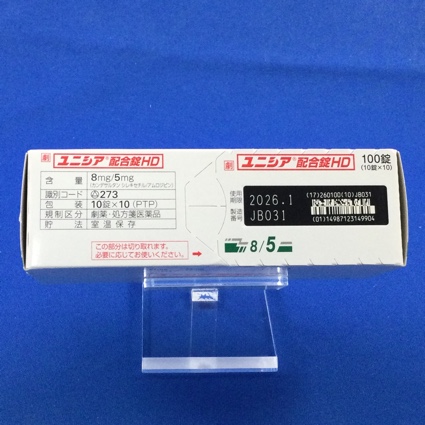 劇 ユニシア®配合錠HD
含量 8mg/5mg
(カンデサルタン シレキセチル/アムロジピン)
識別コード 273
包装 10錠×10(PTP)
規制区分 劇薬・処方箋医薬品
貯法 室温保存
この部分は切り取れます。
必要に応じてお使いください。
劇 ユニシア®配合錠HD 100錠
(10錠×10)
使用期限 2026.1
製造番号 JB031
(17)260100(10)JB031
(01)14987123149904
8/5